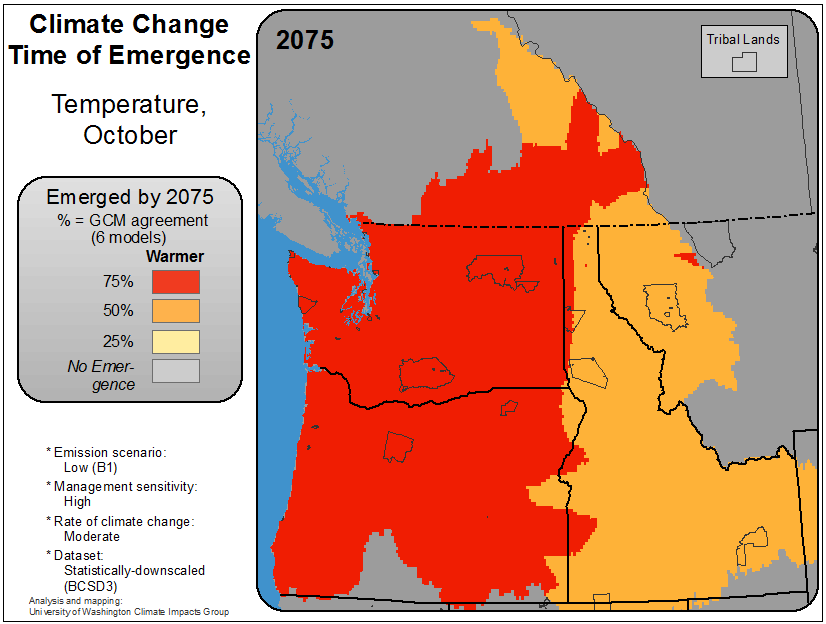 Climate Change
Time of Emergence
Temperature,
October
Emerged by 2075
% = GCM agreement
(6 models)
Warmer
75%
50%
25%
No Emer-
gence
* Emission scenario:
Low (B1)
* Management sensitivity:
High
* Rate of climate change:
Moderate
* Dataset:
Statistically-downscaled
(BCSD3)
Analysis and mapping:
University of Washington Climate Impacts Group
2075
Tribal Lands